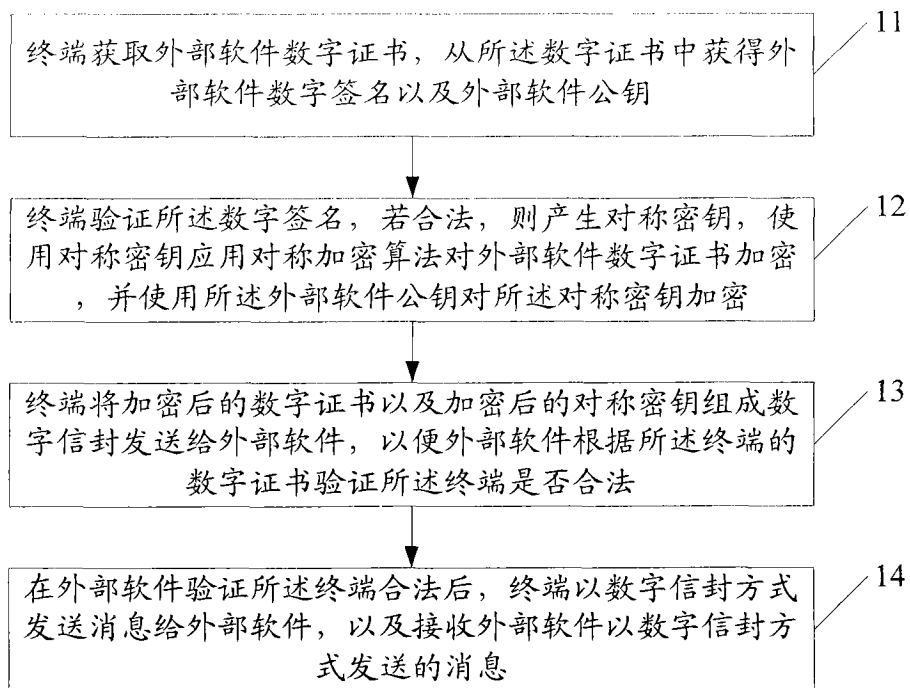 终端获取外部软件数字证书，从所述数字证书中获得外
部软件数字签名以及外部软件公钥
11
终端验证所述数字签名，若合法，则产生对称密钥，使
用对称密钥应用对称加密算法对外部软件数字证书加密
，并使用所述外部软件公钥对所述对称密钥加密
12
终端将加密后的数字证书以及加密后的对称密钥组成数
字信封发送给外部软件，以便外部软件根据所述终端的
数字证书验证所述终端是否合法
13
在外部软件验证所述终端合法后，终端以数字信封方式
发送消息给外部软件，以及接收外部软件以数字信封方
式发送的消息
14